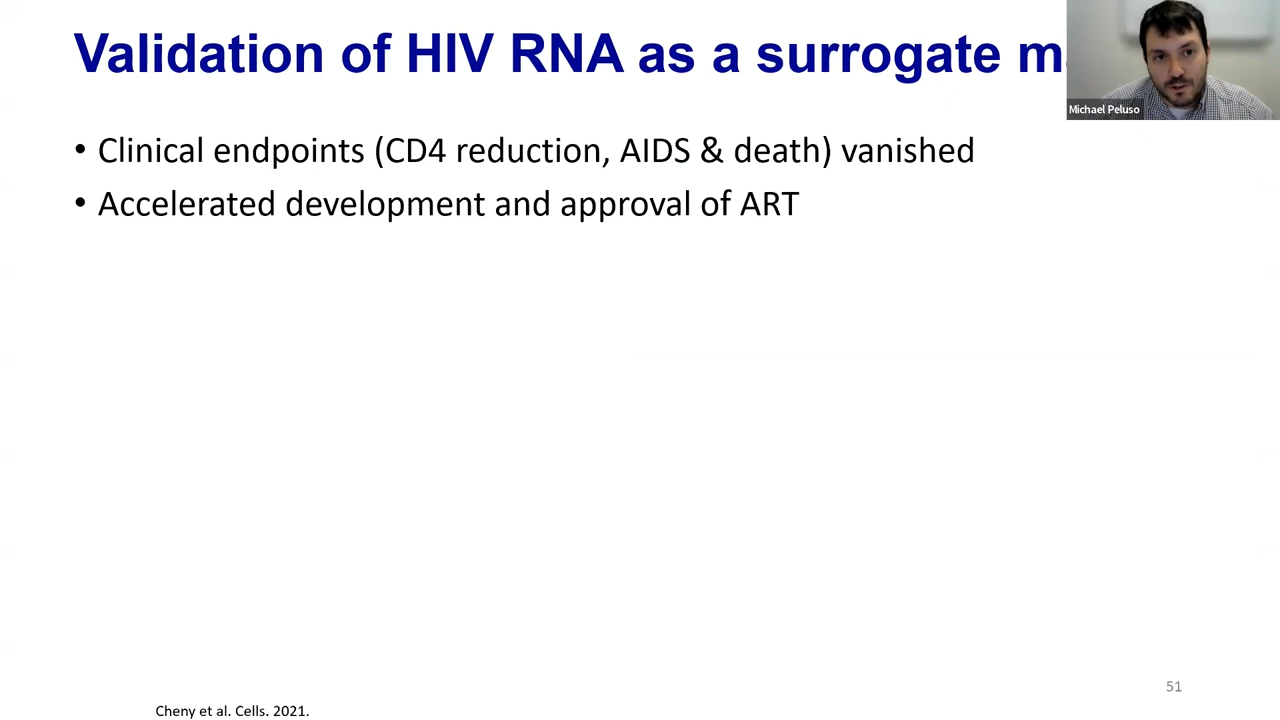 Validation of HIV RNA as a surrogate
Michael Peluso
• Clinical endpoints (CD4 reduction, AIDS & death) vanished
• Accelerated development and approval of ART
51
Cheny et al. Cells. 2021.